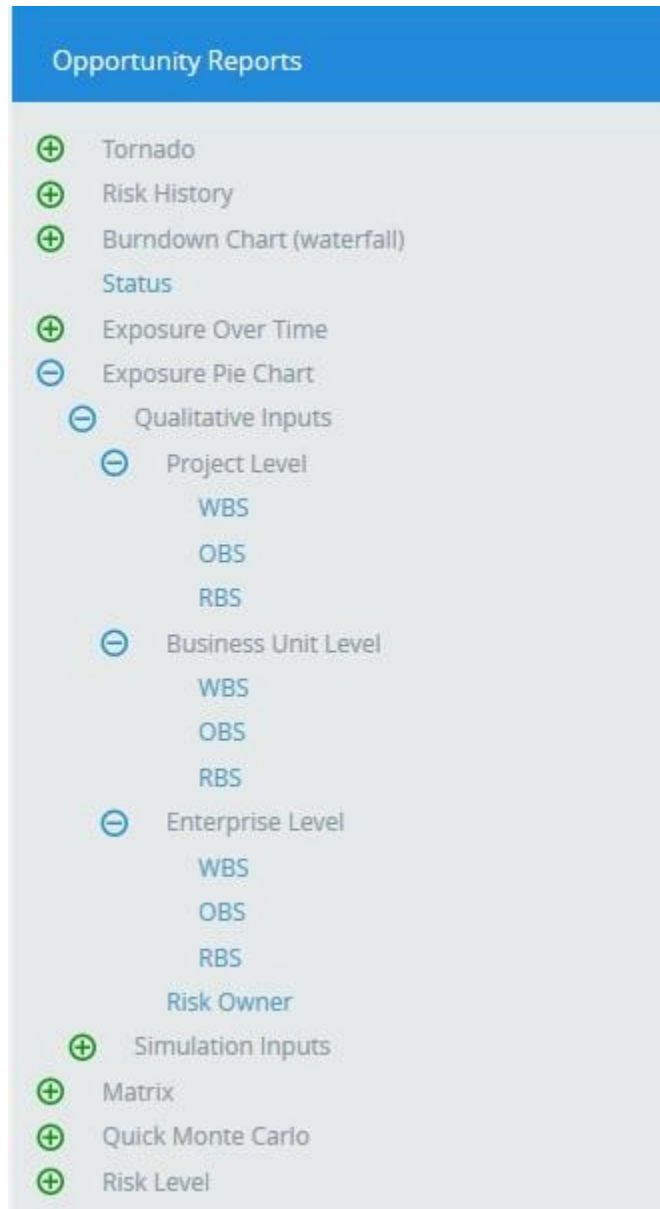 Opportunity Reports
Tornado
Risk History
Burndown Chart (waterfall)
Status
Exposure Over Time
Exposure Pie Chart
Qualitative Inputs
Project Level
WBS
OBS
RBS
Business Unit Level
WBS
OBS
RBS
Enterprise Level
WBS
OBS
RBS
Risk Owner
Simulation Inputs
Matrix
Quick Monte Carlo
Risk Level